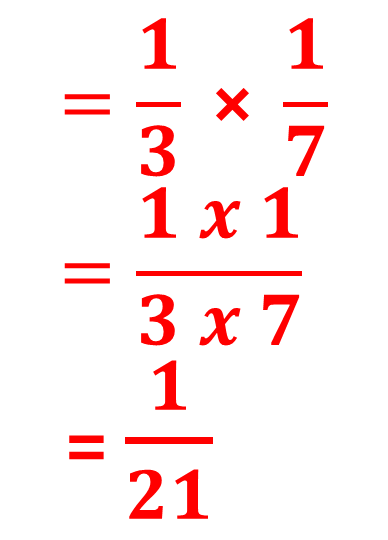 = 1/3 × 1/7
= 1 x 1 / 3 x 7
= 1/21